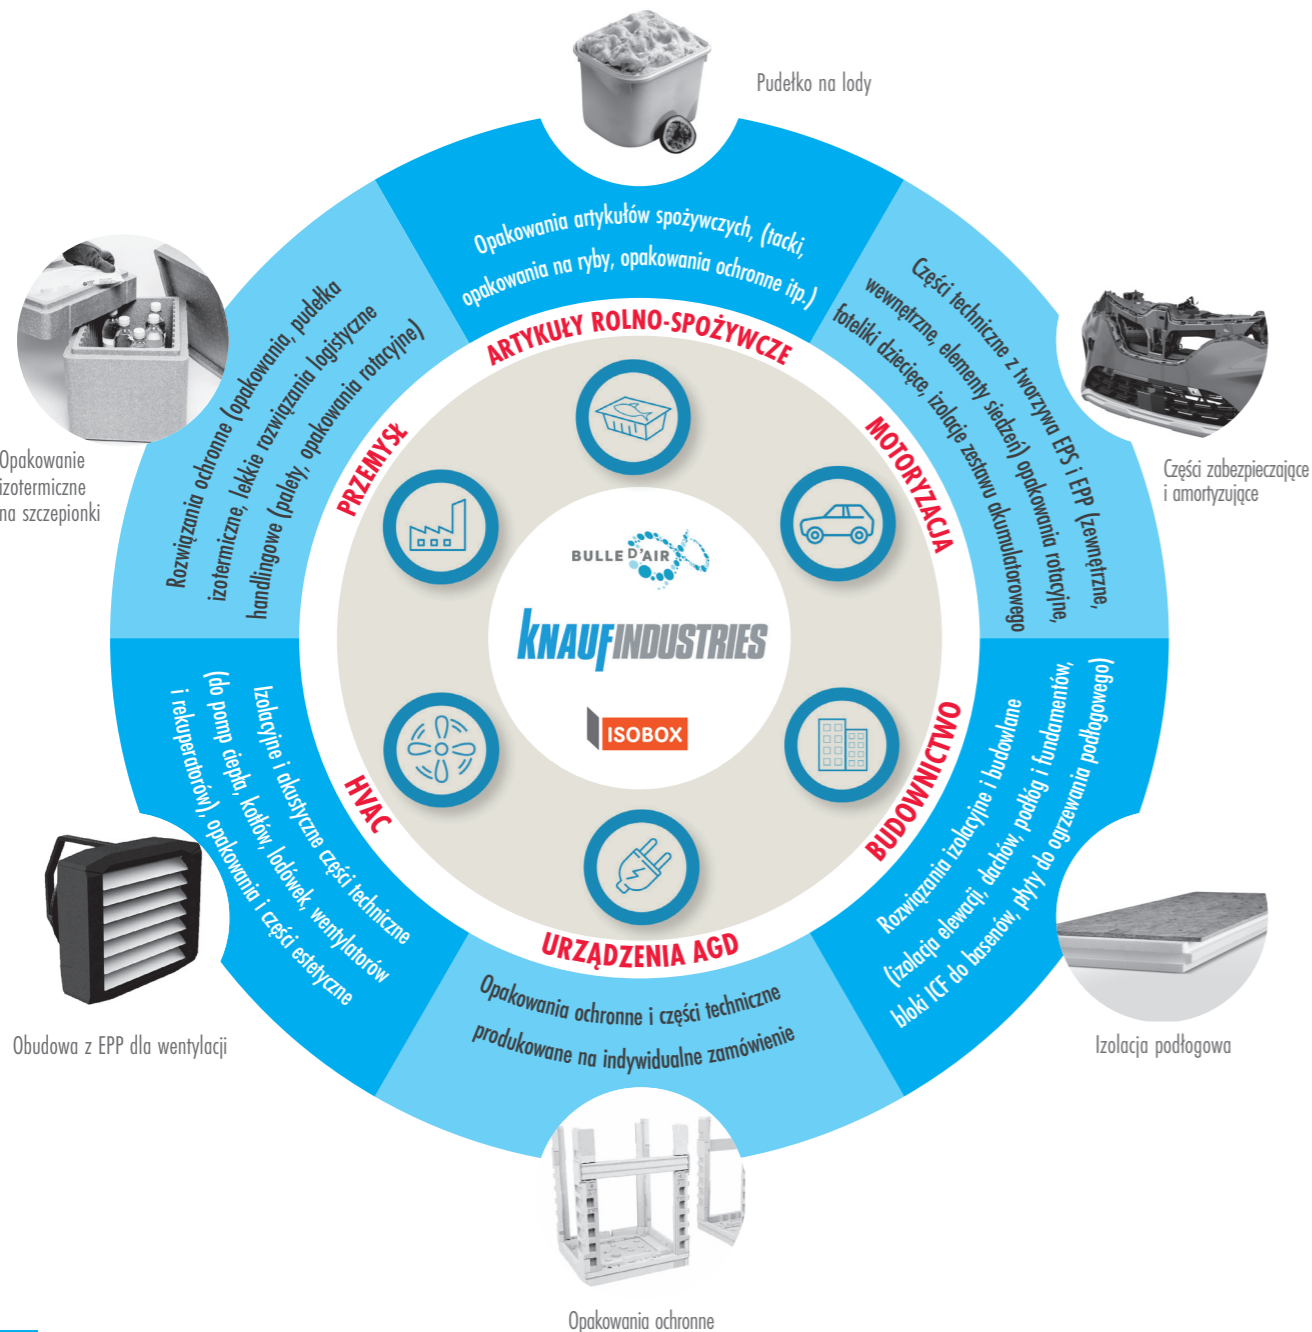 Pudełko na lody
Opakowania artykułów spożywczych, (tacki,
opakowania na ryby, opakowania ochronne itp.)
ARTYKUŁY ROLNO-SPOŻYWCZE
Części techniczne z tworzywa EPS i EPP (zewnętrzne,
wewnętrzne, elementy siedzeń) opakowania rotacyjne,
foteliki dziecięce, izolacje zestawu akumulatorowego
MOTORYZACJA
Części zabezpieczające
i amortyzujące
Rozwiązania izolacyjne i budowlane
(izolacja elewacji, dachów, podłóg i fundamentów,
bloki ICF do basenów, płyty do ogrzewania podłogowego)
BUDOWNICTWO
Izolacja podłogowa
URZĄDZENIA AGD
Opakowania ochronne i części techniczne
produkowane na indywidualne zamówienie
Opakowania ochronne
HVAC
Izolacyjne i akustyczne części techniczne
(do pomp ciepła, kotłów, lodówek, wentylatorów
i rekuperatorów), opakowania i części estetyczne
Obudowa z EPP dla wentylacji
PRZEMYSŁ
Rozwiązania ochronne (opakowania, pudełka
izotermiczne, lekkie rozwiązania logistyczne
handlingowe (palety, opakowania rotacyjne)
Opakowanie
izotermiczne
na szczepionki
BULLE D'AIR
KNAUF INDUSTRIES
ISOBOX